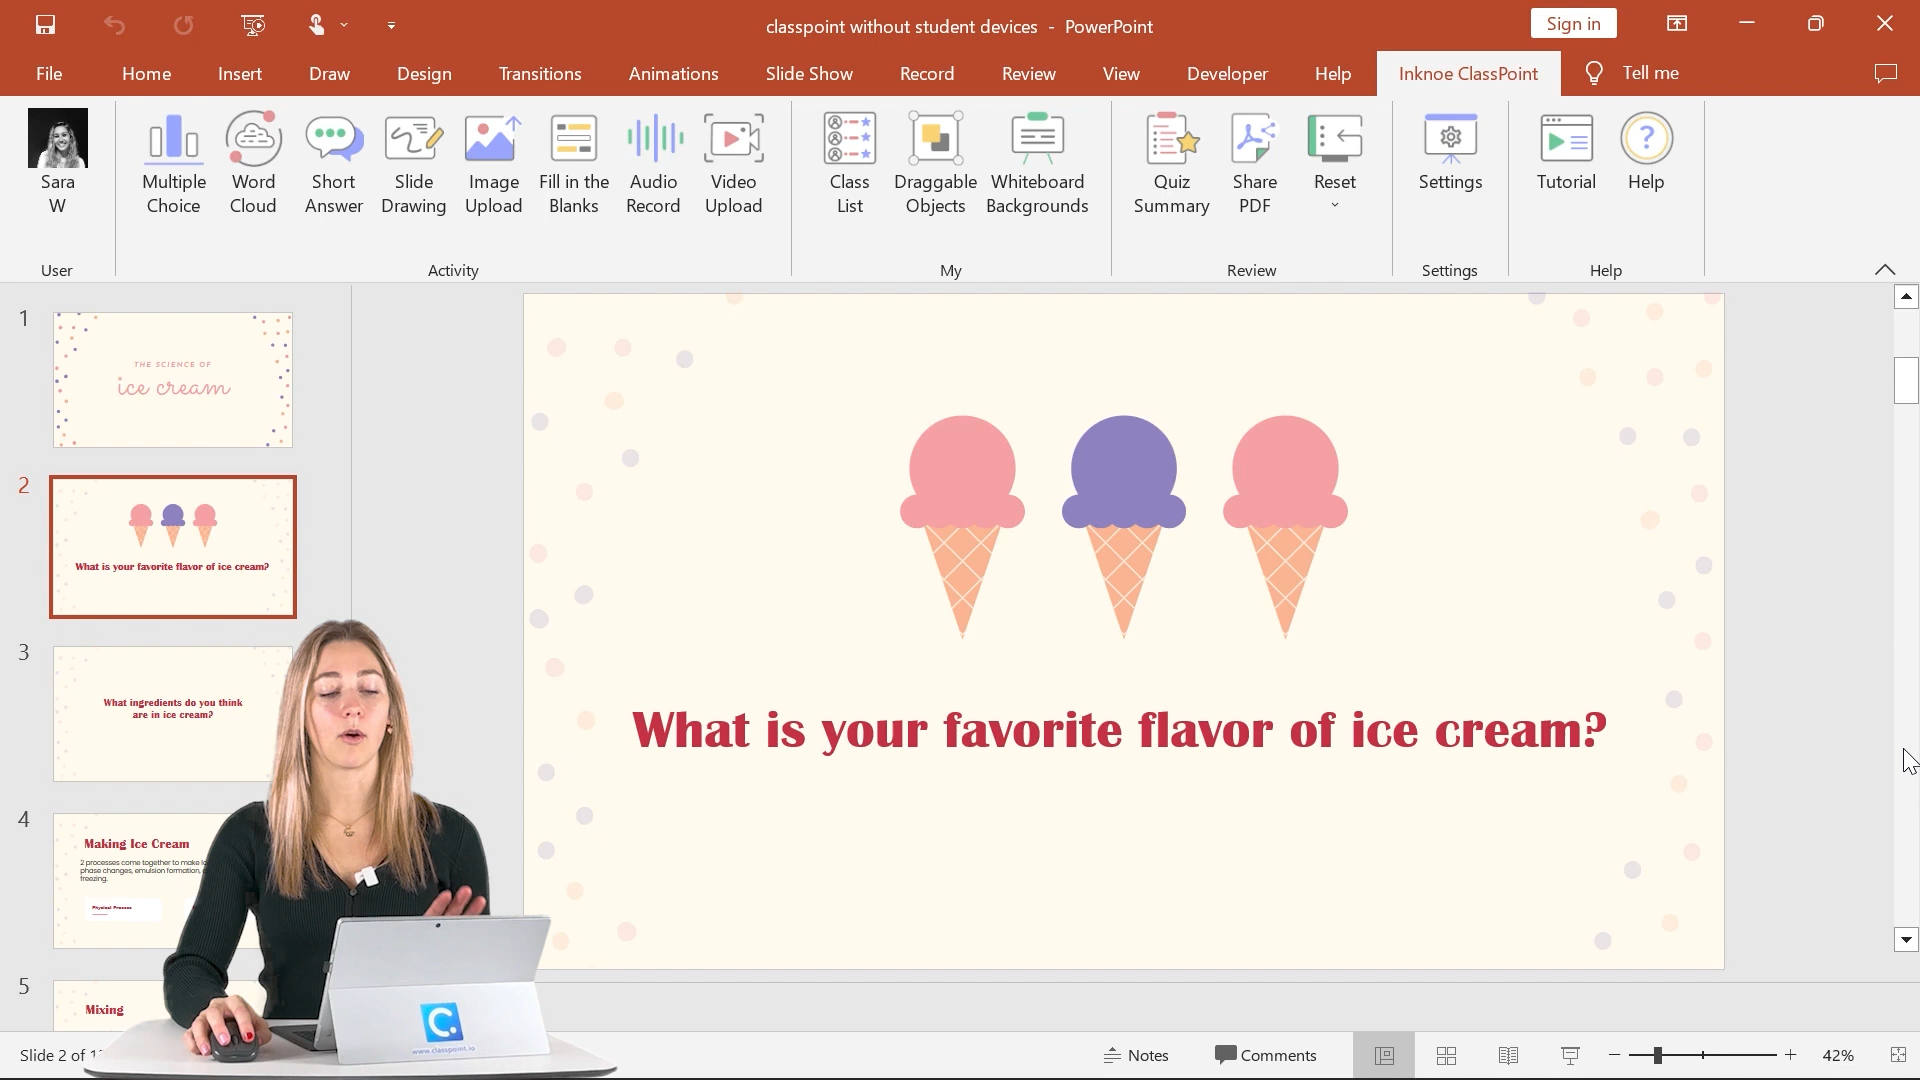 classpoint without student devices - PowerPoint
Sign in
File Home Insert Draw Design Transitions Animations Slide Show Record Review View Developer Help Inknoe ClassPoint Tell me
Sara W
Multiple Choice
Word Cloud
Short Answer
Slide Drawing
Image Upload
Fill in the Blanks
Audio Record
Video Upload
Class List
Draggable Objects
Whiteboard Backgrounds
Quiz Summary
Share PDF
Reset
Settings
Tutorial
Help
User Activity My Review Settings Help
1
THE SCIENCE OF
ice cream
2
What is your favorite flavor of ice cream?
3
What ingredients do you think
are in ice cream?
4
Making Ice Cream
2 processes come together to make
phase changes, emulsion formation,
freezing.
Physical Process
5
Mixing
What is your favorite flavor of ice cream?
C.
www.classpoint.io
Slide 2 of
Notes
Comments
42%